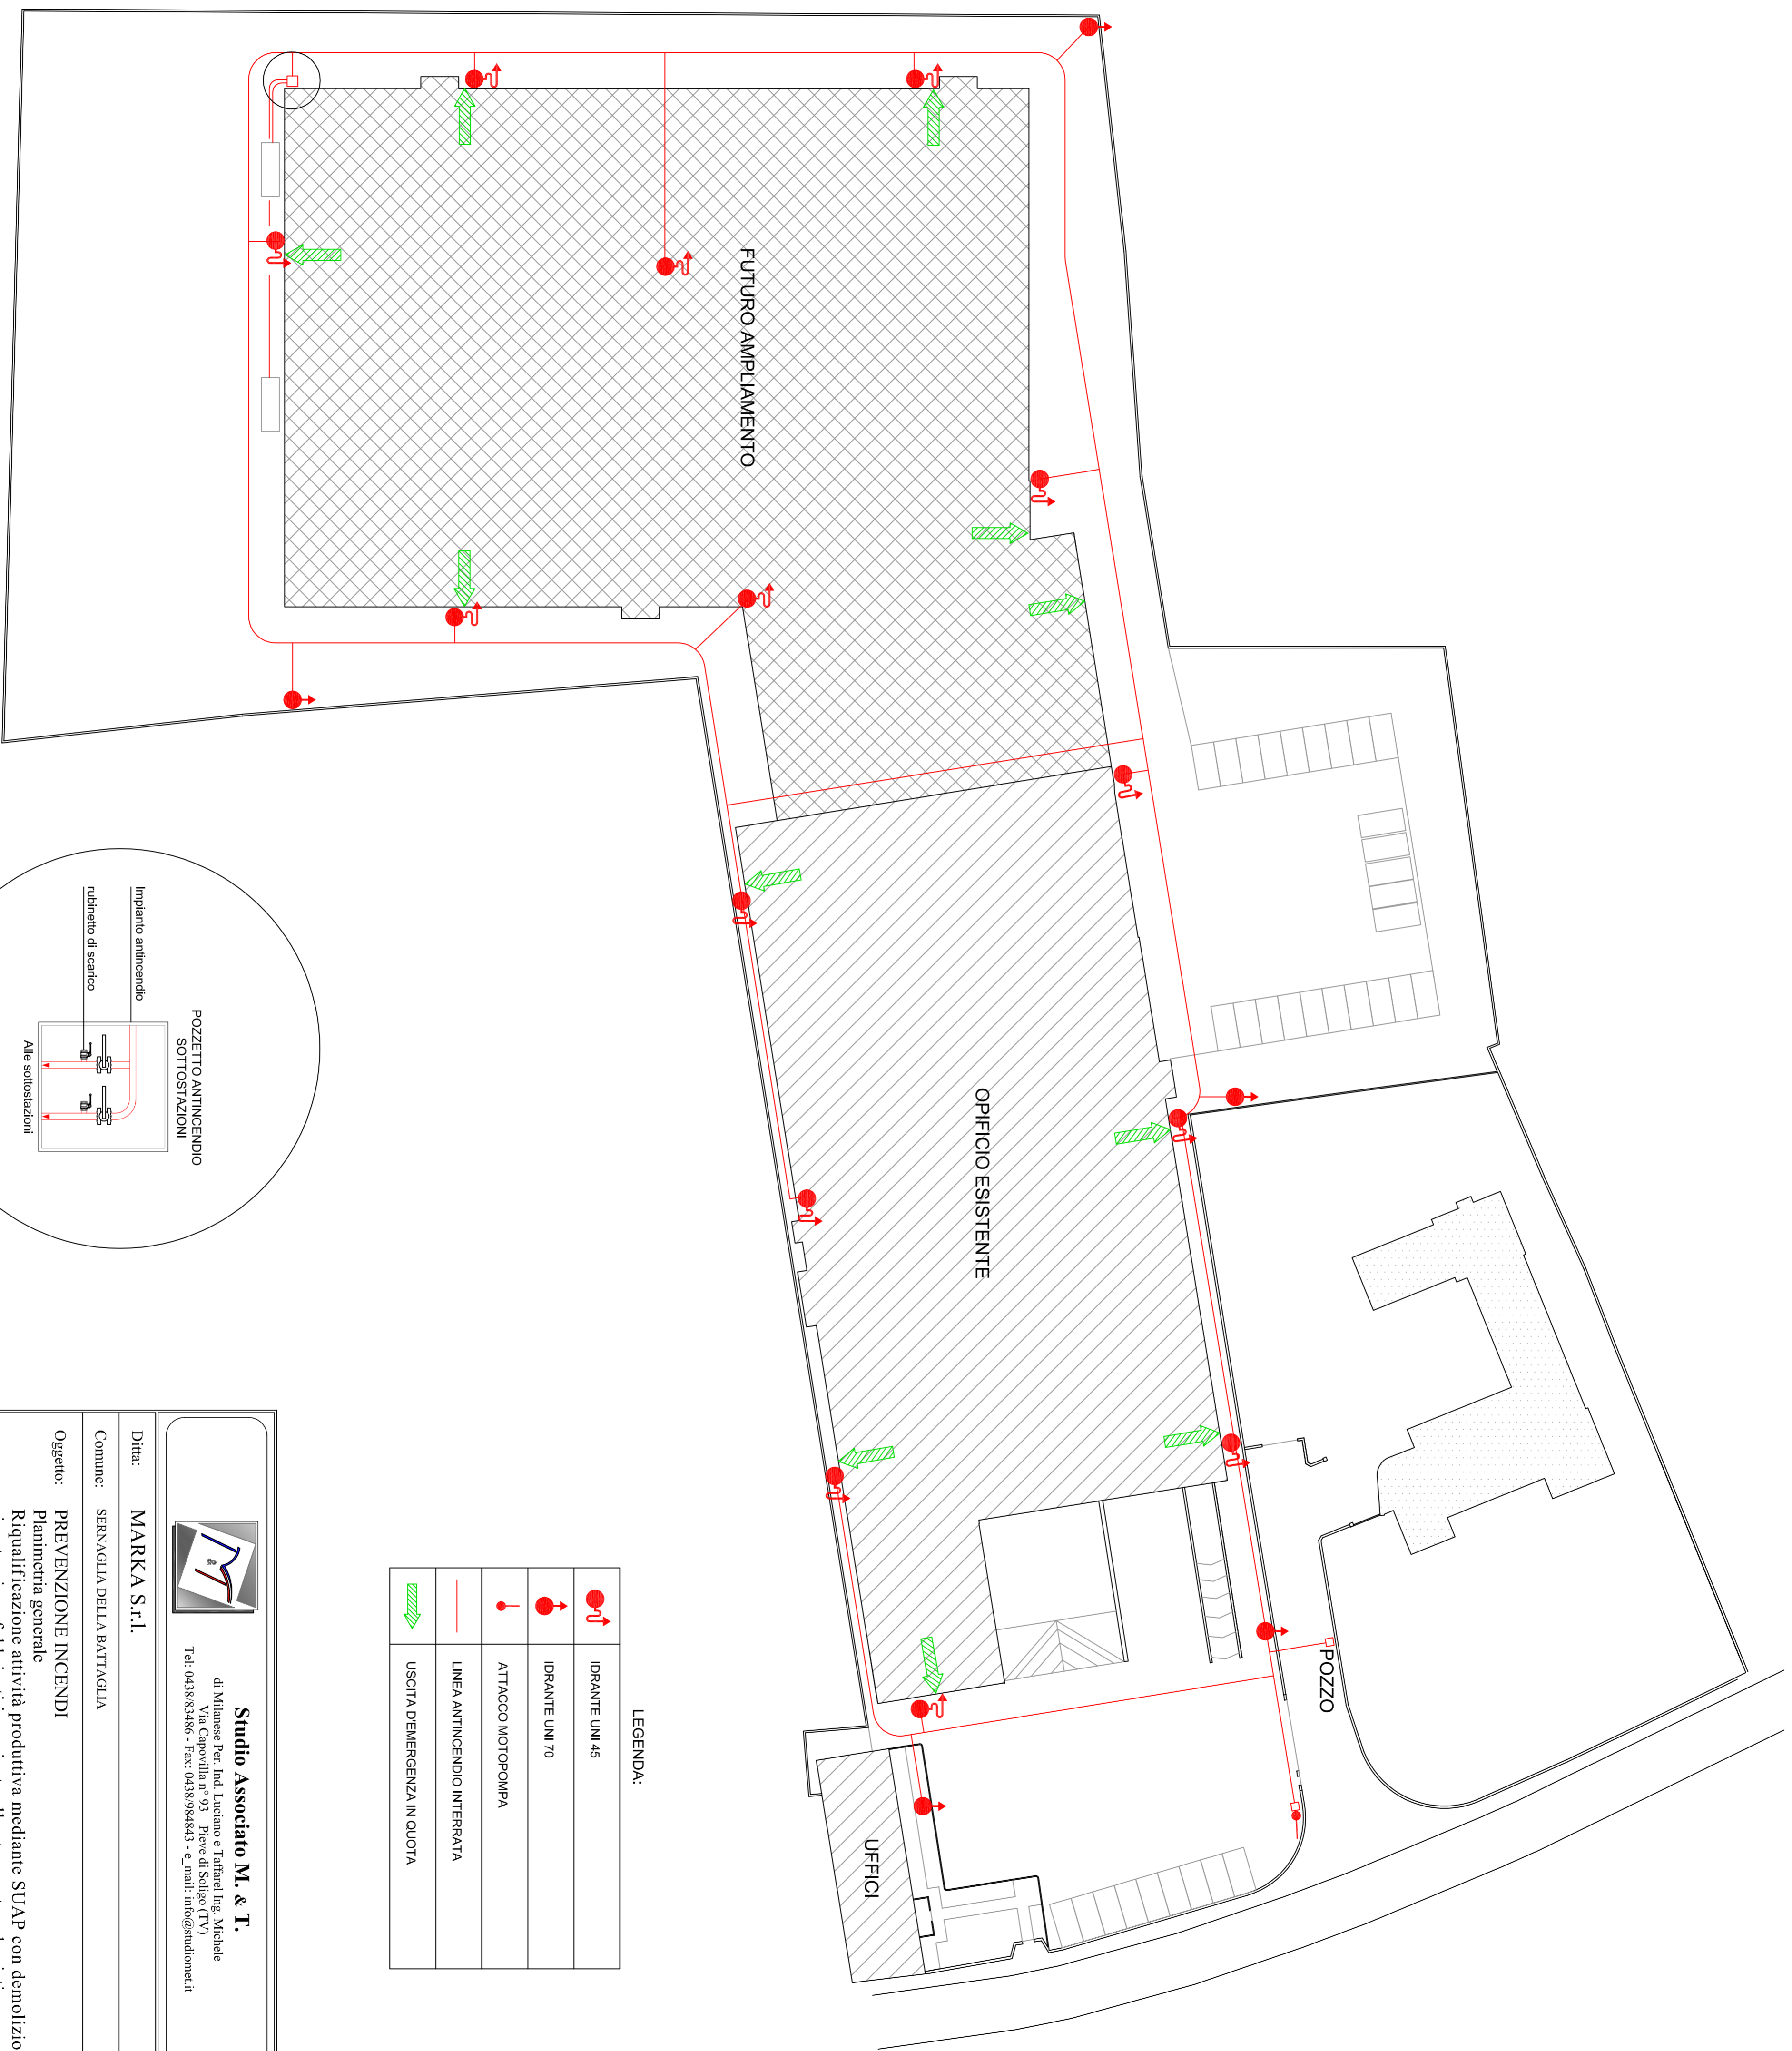 FUTURO AMPLIAMENTO
OPIFICIO ESISTENTE
POZZO
UFFICI
POZZETTO ANTINCENDIO
SOTTOSTAZIONI
Impianto antincendio
rubinetto di scarico
Alle sottostazioni
LEGENDA:
IDRANTE UNI 45
IDRANTE UNI 70
ATTACCO MOTOPOMPA
LINEA ANTINCENDIO INTERRATA
USCITA D'EMERGENZA IN QUOTA
Studio Associato M. & T.
di Milanese Per. Ind. Luciano e Taffarel Ing. Michele
Via Capovilla n° 93 Pieve di Soligo (TV)
Tel: 0438/83486 - Fax: 0438/984843 - e_mail: info@studiomet.it
Ditta: MARKA S.r.l.
Comune: SERNAGLIA DELLA BATTAGLIA
Oggetto: PREVENZIONE INCENDI
Planimetria generale
Riqualificazione attività produttiva mediante SUAP con demolizio